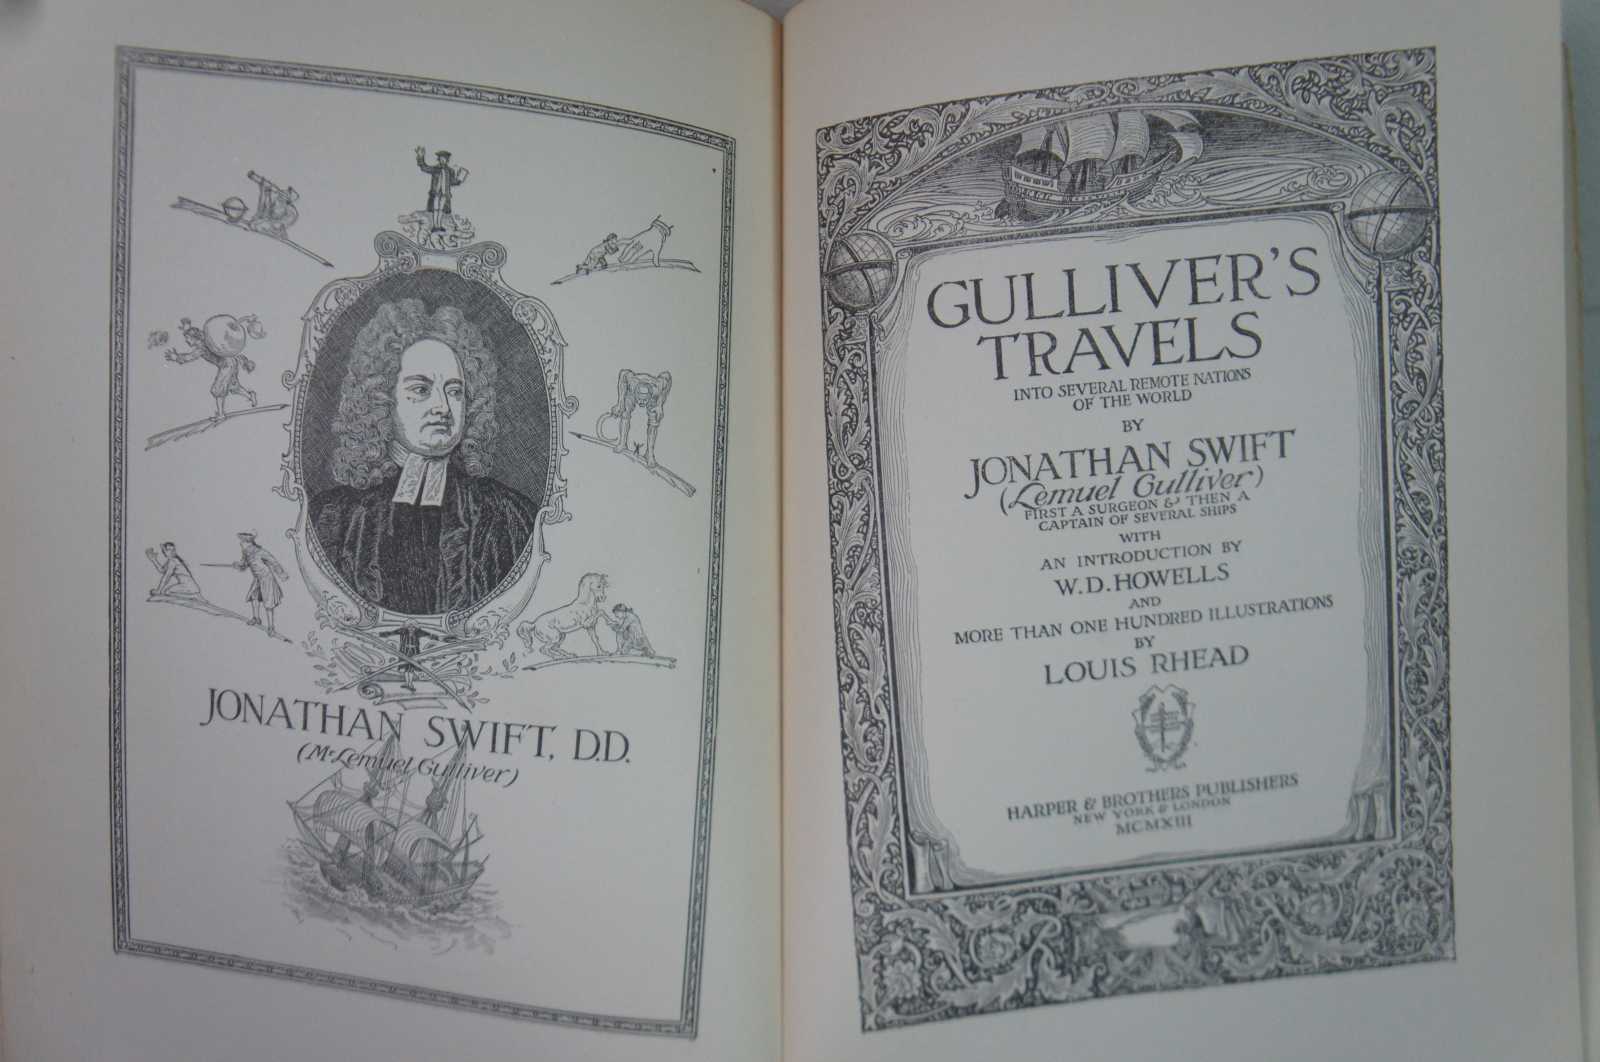 JONATHAN SWIFT, D.D.
(Mr. Lemuel Gulliver)
GULLIVER'S
TRAVELS
INTO SEVERAL REMOTE NATIONS
OF THE WORLD
BY
JONATHAN SWIFT
(Lemuel Gulliver)
FIRST A SURGEON & THEN A
CAPTAIN OF SEVERAL SHIPS
WITH
AN INTRODUCTION BY
W. D. HOWELLS
AND
MORE THAN ONE HUNDRED ILLUSTRATIONS
BY
LOUIS RHEAD
HARPER & BROTHERS PUBLISHERS
NEW YORK & LONDON
MCMXIII